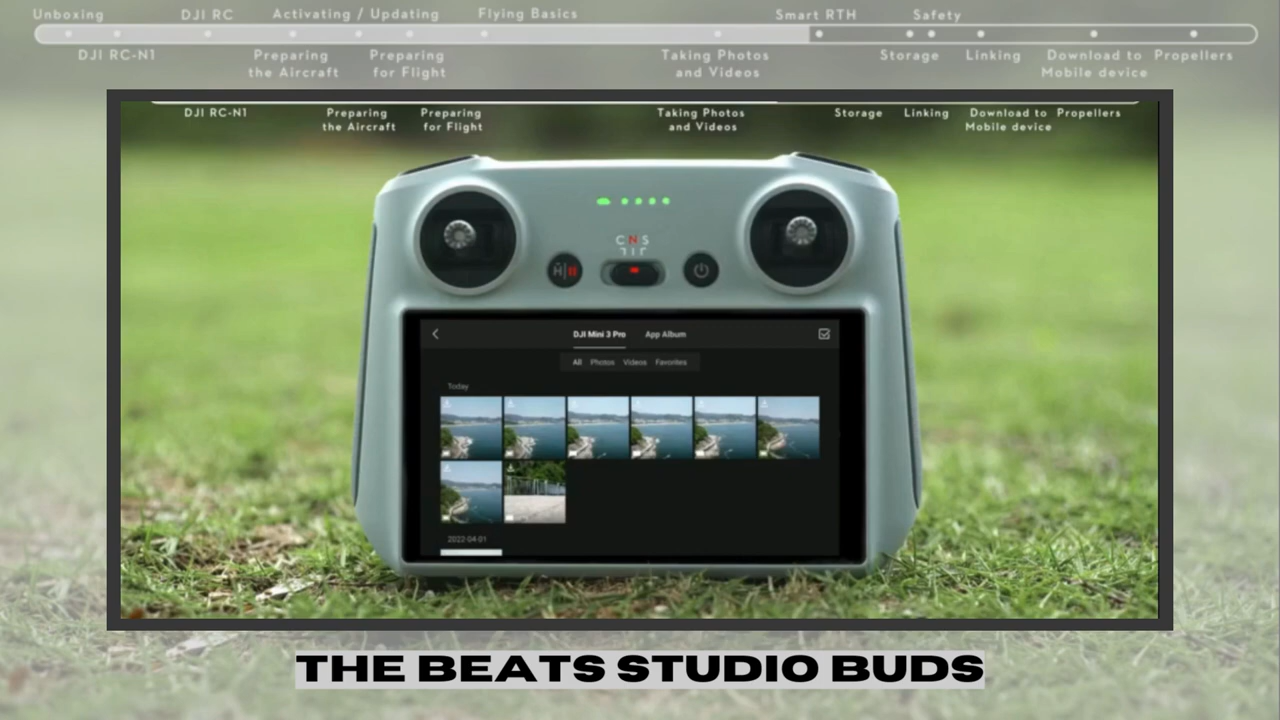 Unboxing DJI RC Activating / Updating Flying Basics Smart RTH Safety
DJI RC-N1 Preparing the Aircraft Preparing for Flight Taking Photos and Videos Storage Linking Download to Mobile device Propellers
DJI RC-N1 Preparing the Aircraft Preparing for Flight Taking Photos and Videos Storage Linking Download to Mobile device Propellers
C N S
H
DJI Mini 3 Pro App Album
All Photos Videos Favorites
Today
2022-04-01
THE BEATS STUDIO BUDS